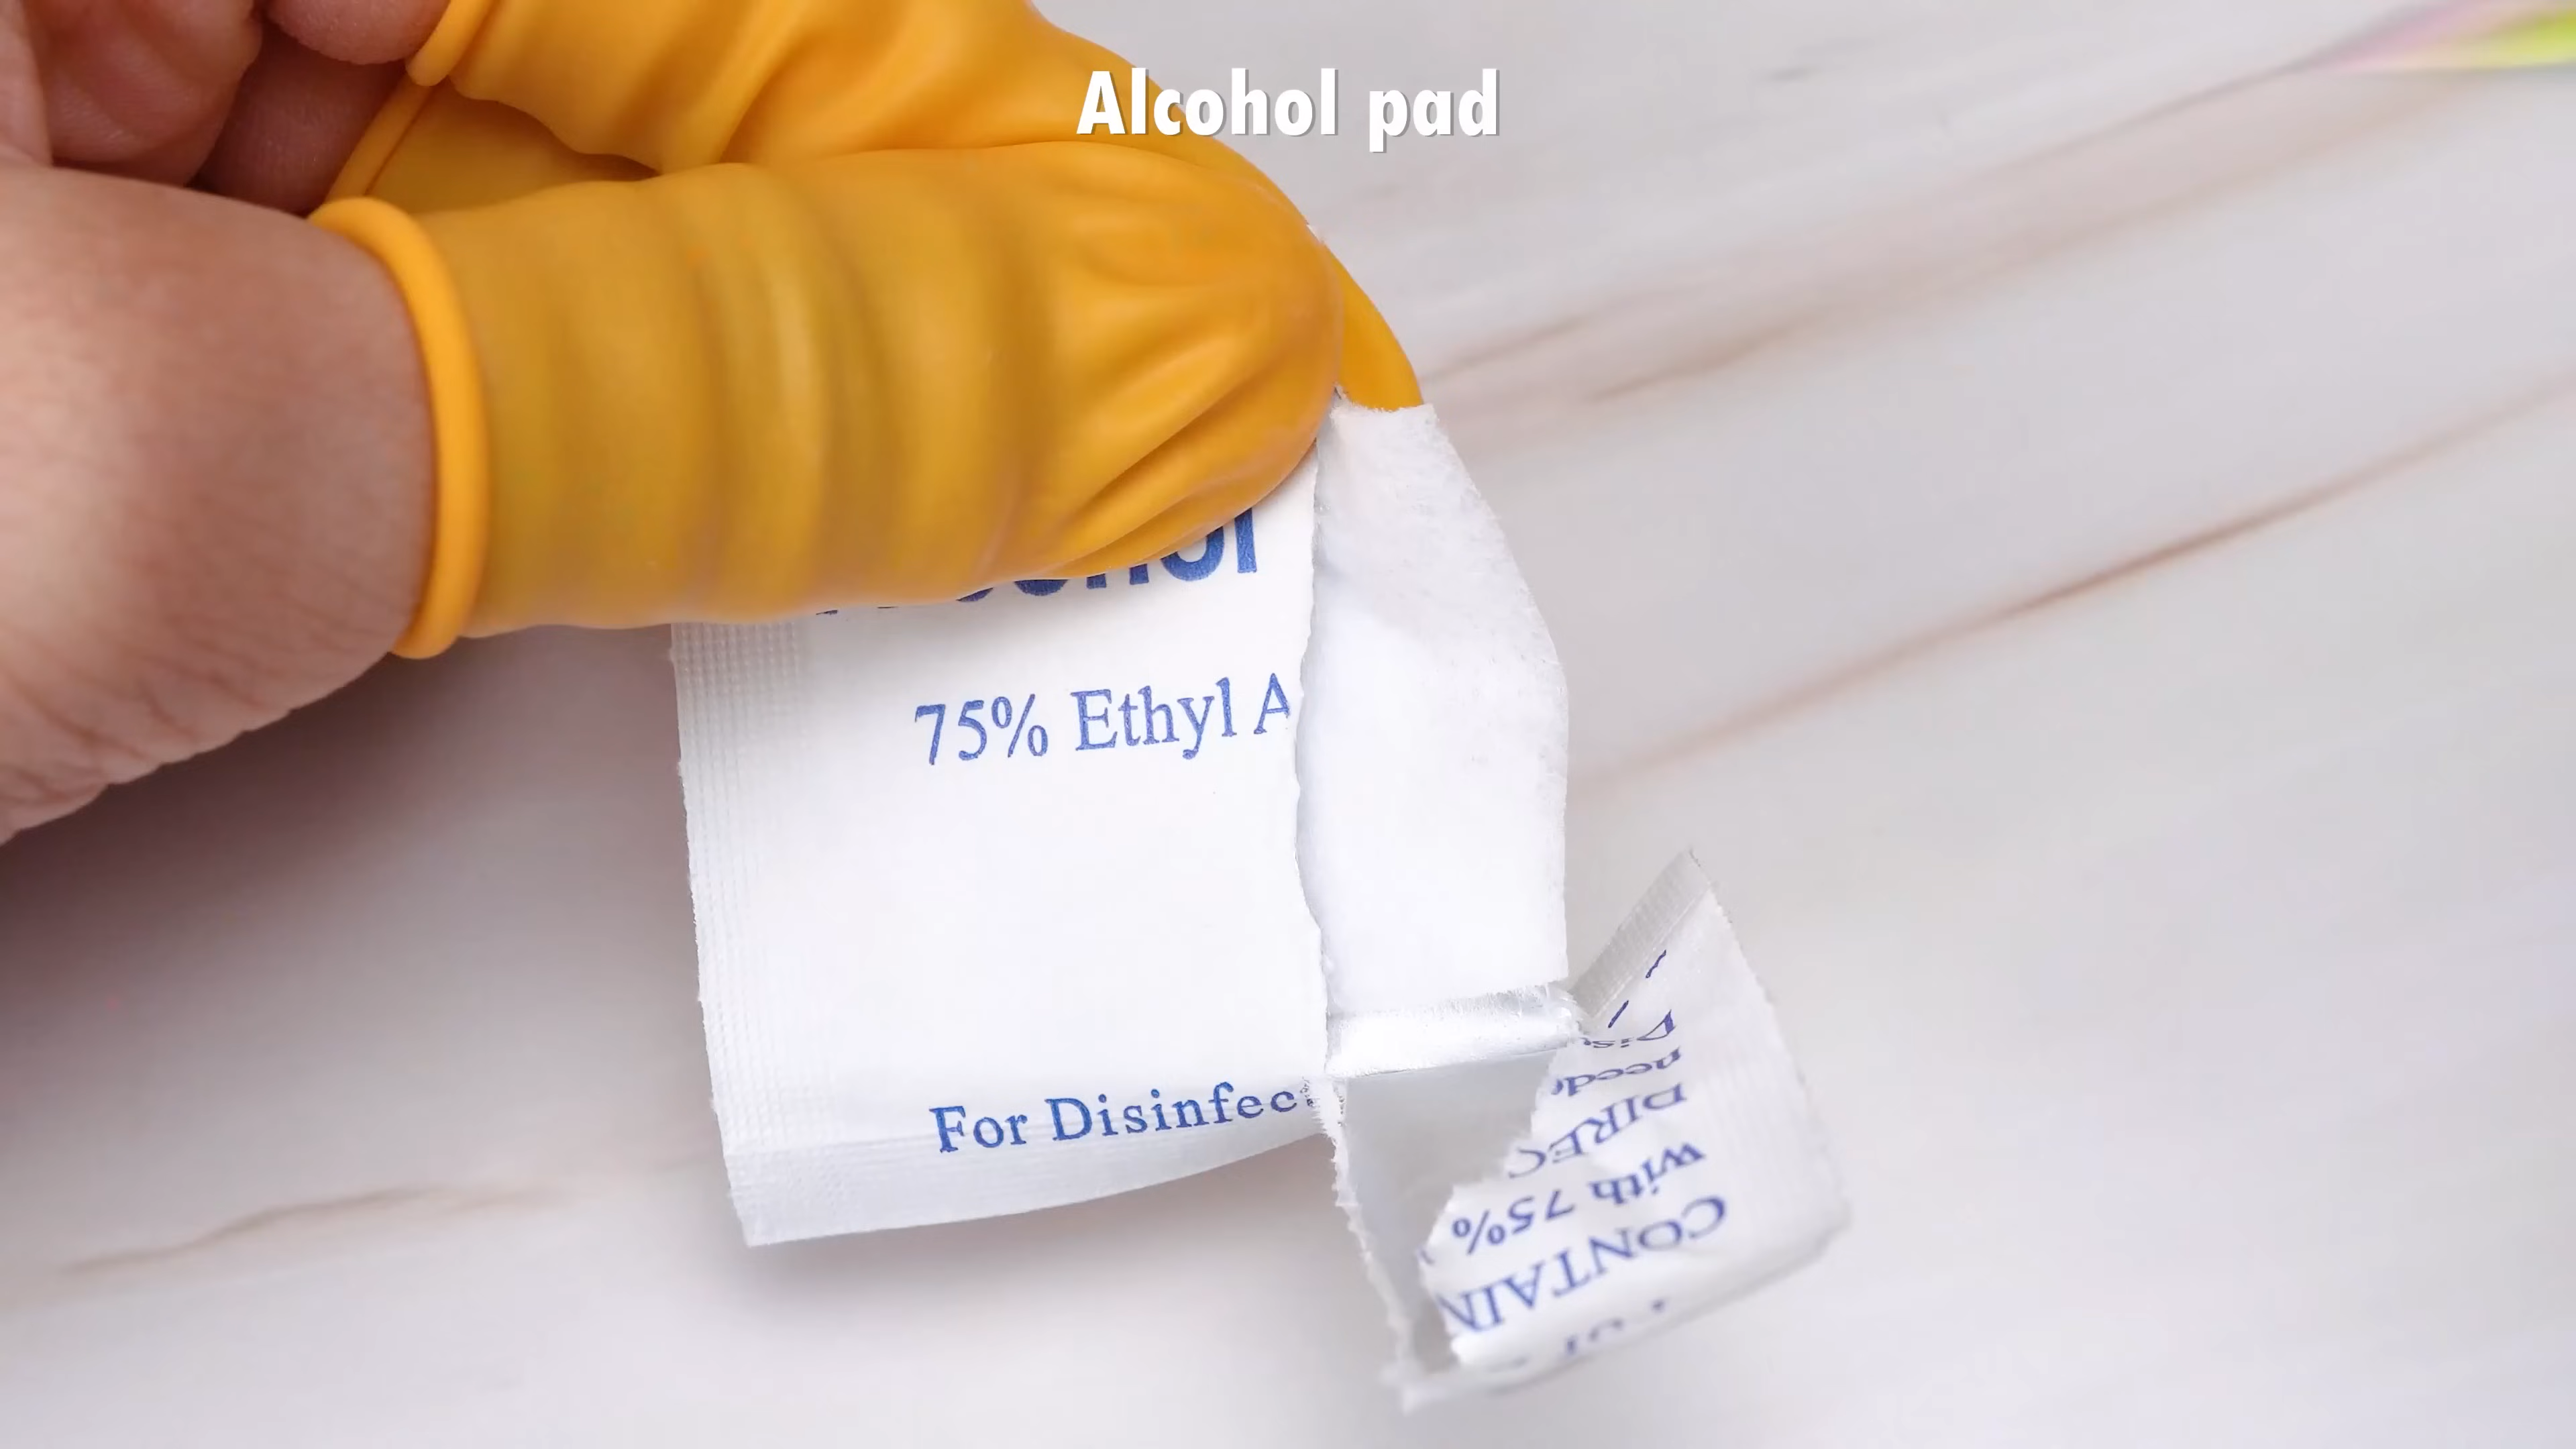 Alcohol pad
75% Ethyl A
For Disinfec
CONTAIN
with 75%
DIREC